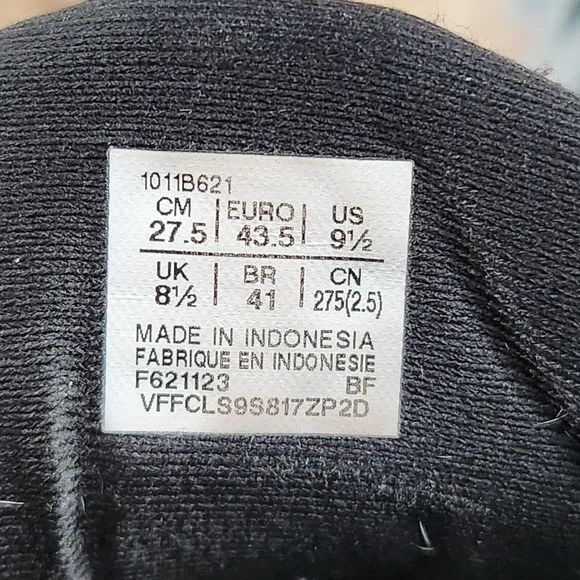 1011B621
CM | EURO | US
27.5 | 43.5 | 9½
UK | BR | CN
8½ | 41 | 275(2.5)
MADE IN INDONESIA
FABRIQUE EN INDONESIE
F621123 BF
VFFCLS9S817ZP2D